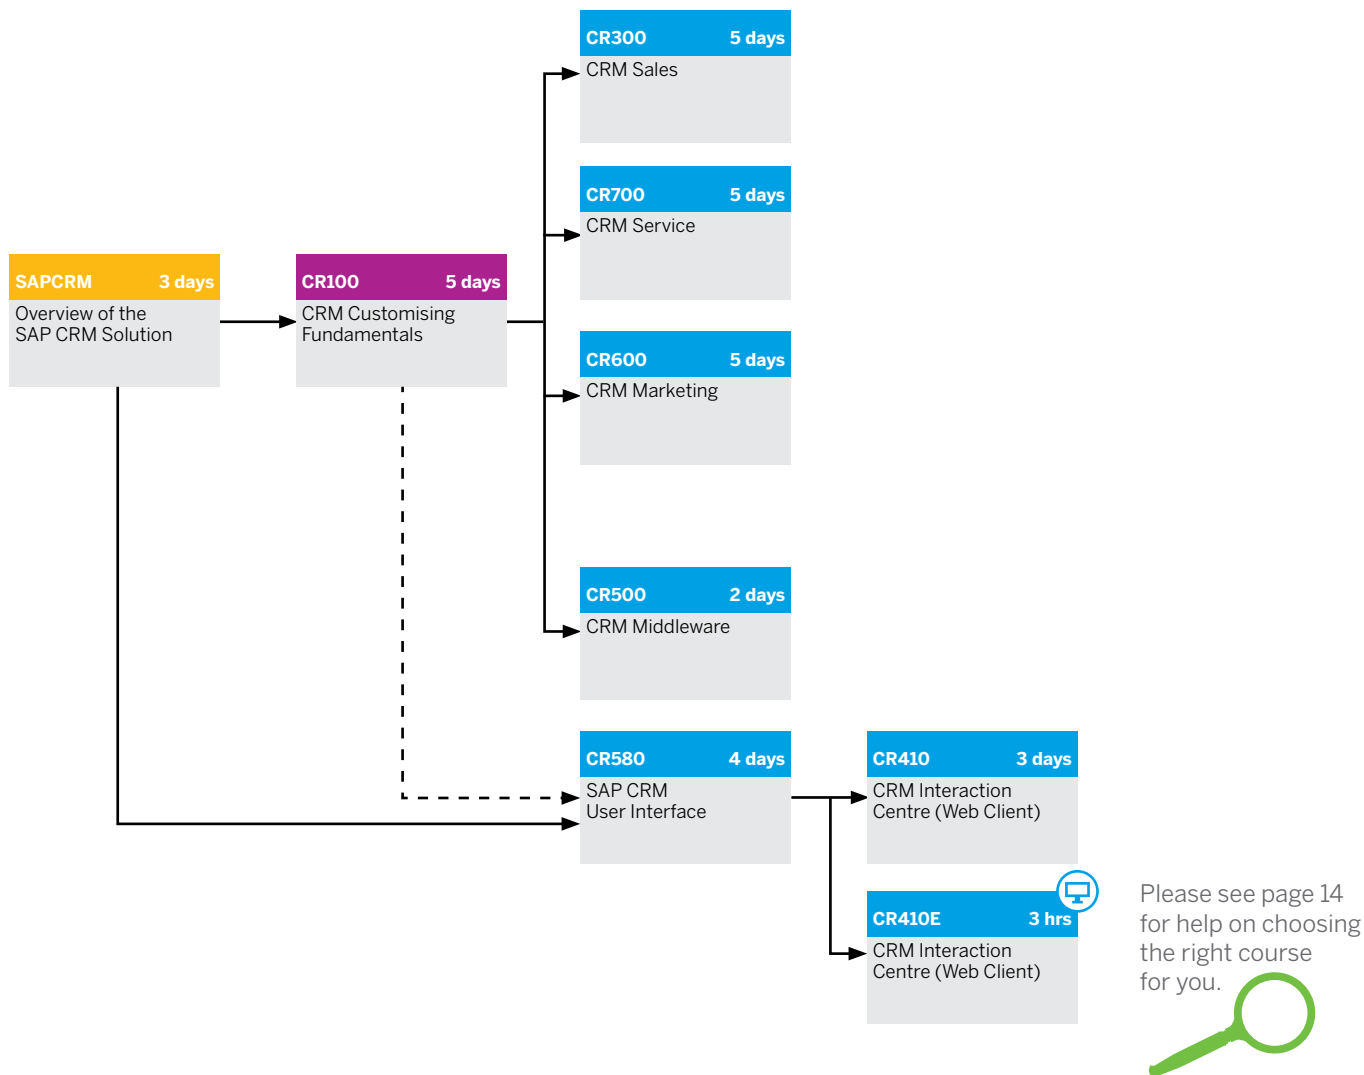 CR300 5 days
CRM Sales
CR700 5 days
CRM Service
SAPCRM 3 days
Overview of the
SAP CRM Solution
CR100 5 days
CRM Customising
Fundamentals
CR600 5 days
CRM Marketing
CR500 2 days
CRM Middleware
CR580 4 days
SAP CRM
User Interface
CR410 3 days
CRM Interaction
Centre (Web Client)
CR410E 3 hrs
CRM Interaction
Centre (Web Client)
Please see page 14
for help on choosing
the right course
for you.